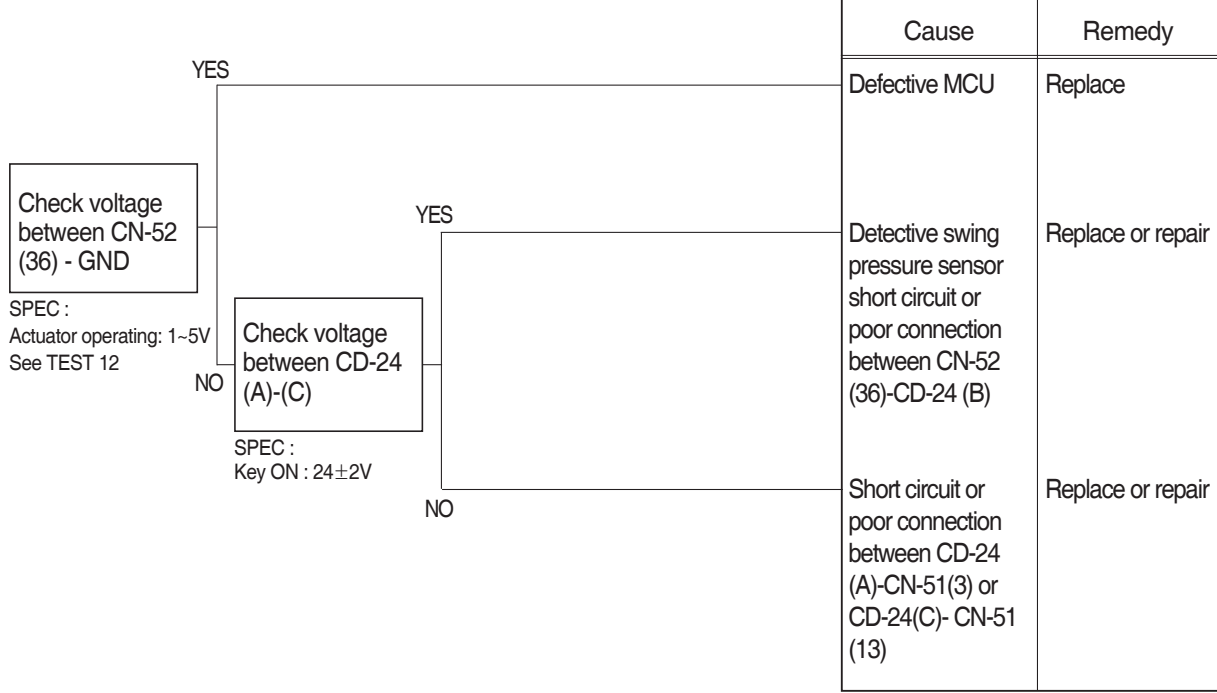 Cause
Remedy
YES
Defective MCU
Replace
Check voltage
between CN-52
(36) - GND
SPEC :
Actuator operating: 1~5V
See TEST 12
NO
YES
Detective swing
pressure sensor
short circuit or
poor connection
between CN-52
(36)-CD-24 (B)
Replace or repair
Check voltage
between CD-24
(A)-(C)
SPEC :
Key ON : 24±2V
NO
Short circuit or
poor connection
between CD-24
(A)-CN-51(3) or
CD-24(C)- CN-51
(13)
Replace or repair